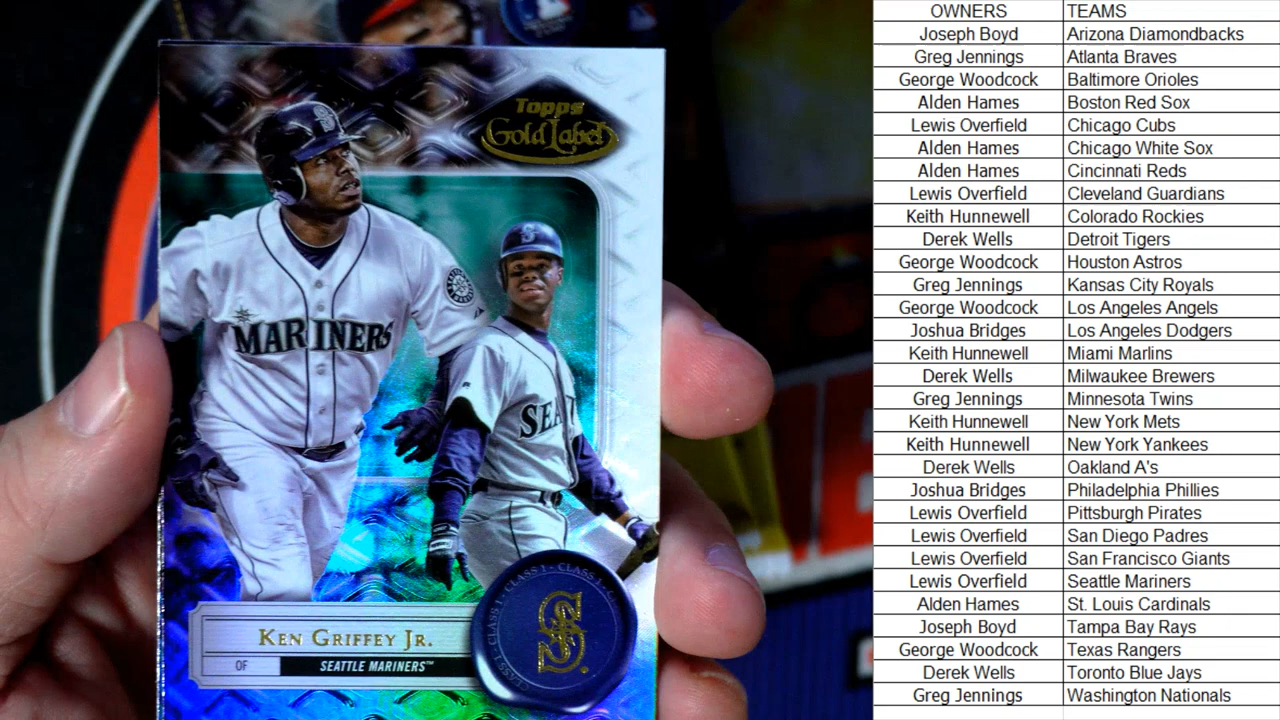 Topps
Gold Label
S
MARINERS
S
SEA
CLASS 1 - CLASS 1 - CLASS 1
S
KEN GRIFFEY JR.
OF SEATTLE MARINERS™
OWNERS TEAMS
Joseph Boyd Arizona Diamondbacks
Greg Jennings Atlanta Braves
George Woodcock Baltimore Orioles
Alden Hames Boston Red Sox
Lewis Overfield Chicago Cubs
Alden Hames Chicago White Sox
Alden Hames Cincinnati Reds
Lewis Overfield Cleveland Guardians
Keith Hunnewell Colorado Rockies
Derek Wells Detroit Tigers
George Woodcock Houston Astros
Greg Jennings Kansas City Royals
George Woodcock Los Angeles Angels
Joshua Bridges Los Angeles Dodgers
Keith Hunnewell Miami Marlins
Derek Wells Milwaukee Brewers
Greg Jennings Minnesota Twins
Keith Hunnewell New York Mets
Keith Hunnewell New York Yankees
Derek Wells Oakland A's
Joshua Bridges Philadelphia Phillies
Lewis Overfield Pittsburgh Pirates
Lewis Overfield San Diego Padres
Lewis Overfield San Francisco Giants
Lewis Overfield Seattle Mariners
Alden Hames St. Louis Cardinals
Joseph Boyd Tampa Bay Rays
George Woodcock Texas Rangers
Derek Wells Toronto Blue Jays
Greg Jennings Washington Nationals